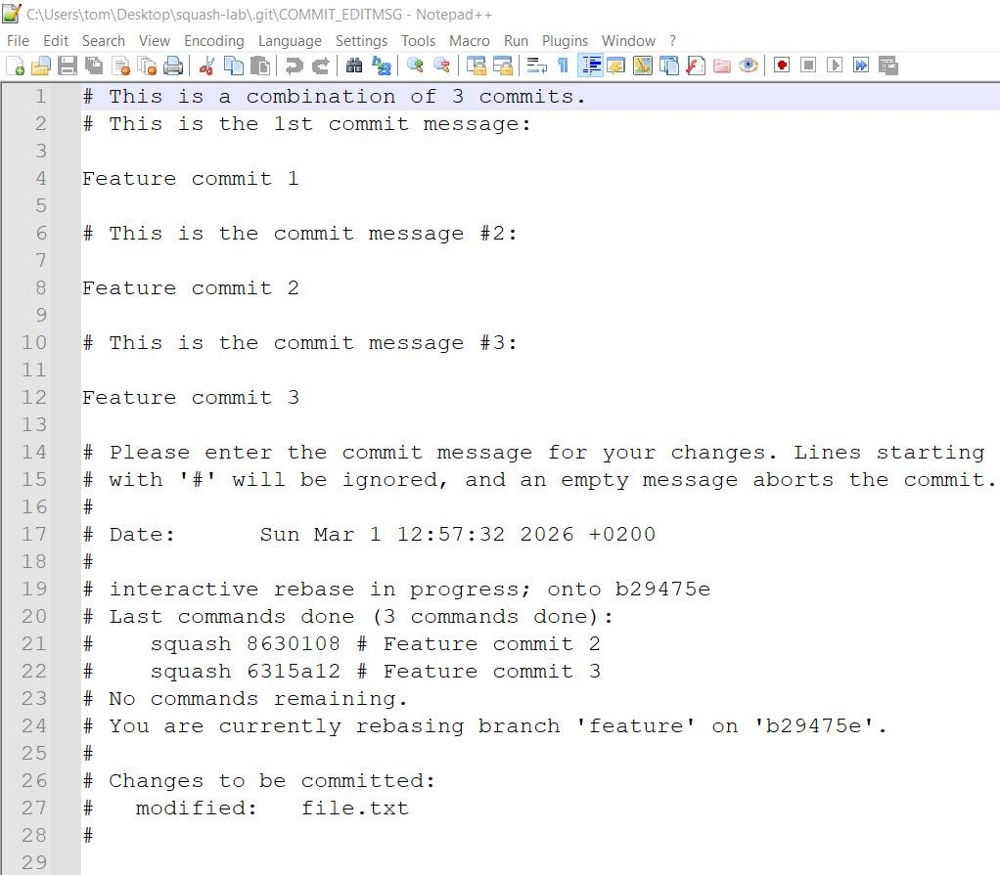 C:\Users\tom\Desktop\squash-lab\.git\COMMIT_EDITMSG - Notepad++
File Edit Search View Encoding Language Settings Tools Macro Run Plugins Window ?
1 # This is a combination of 3 commits.
2 # This is the 1st commit message:
3
4 Feature commit 1
5
6 # This is the commit message #2:
7
8 Feature commit 2
9
10 # This is the commit message #3:
11
12 Feature commit 3
13
14 # Please enter the commit message for your changes. Lines starting
15 # with '#' will be ignored, and an empty message aborts the commit.
16 #
17 # Date:      Sun Mar 1 12:57:32 2026 +0200
18 #
19 # interactive rebase in progress; onto b29475e
20 # Last commands done (3 commands done):
21 #    squash 8630108 # Feature commit 2
22 #    squash 6315a12 # Feature commit 3
23 # No commands remaining.
24 # You are currently rebasing branch 'feature' on 'b29475e'.
25 #
26 # Changes to be committed:
27 #   modified:   file.txt
28 #
29